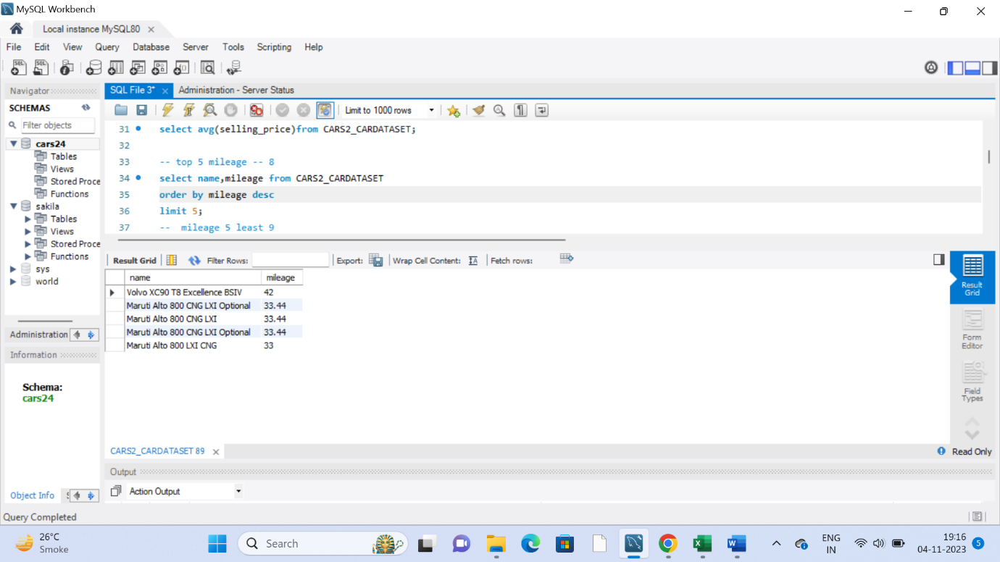 MySQL Workbench
Local instance MySQL80
File Edit View Query Database Server Tools Scripting Help
Navigator
SCHEMAS
Filter objects
cars24
Tables
Views
Stored Proce
Functions
sakila
Tables
Views
Stored Proce
Functions
sys
world
Administration
Information
Schema:
cars24
Object Info
SQL File 3* Administration - Server Status
Limit to 1000 rows
31 select avg(selling_price)from CARS2_CARDATASET;
32
33 -- top 5 mileage -- 8
34 select name,mileage from CARS2_CARDATASET
35 order by mileage desc
36 limit 5;
37 -- mileage 5 least 9
Result Grid Filter Rows: Export: Wrap Cell Content: Fetch rows:
name mileage
Volvo XC90 T8 Excellence BSIV 42
Maruti Alto 800 CNG LXI Optional 33.44
Maruti Alto 800 CNG LXI 33.44
Maruti Alto 800 CNG LXI Optional 33.44
Maruti Alto 800 LXI CNG 33
Result
Grid
Form
Editor
Field
Types
CARS2_CARDATASET 89
Read Only
Output
Action Output
Query Completed
26°C
Smoke
Search
ENG
IN
19:16
04-11-2023
5